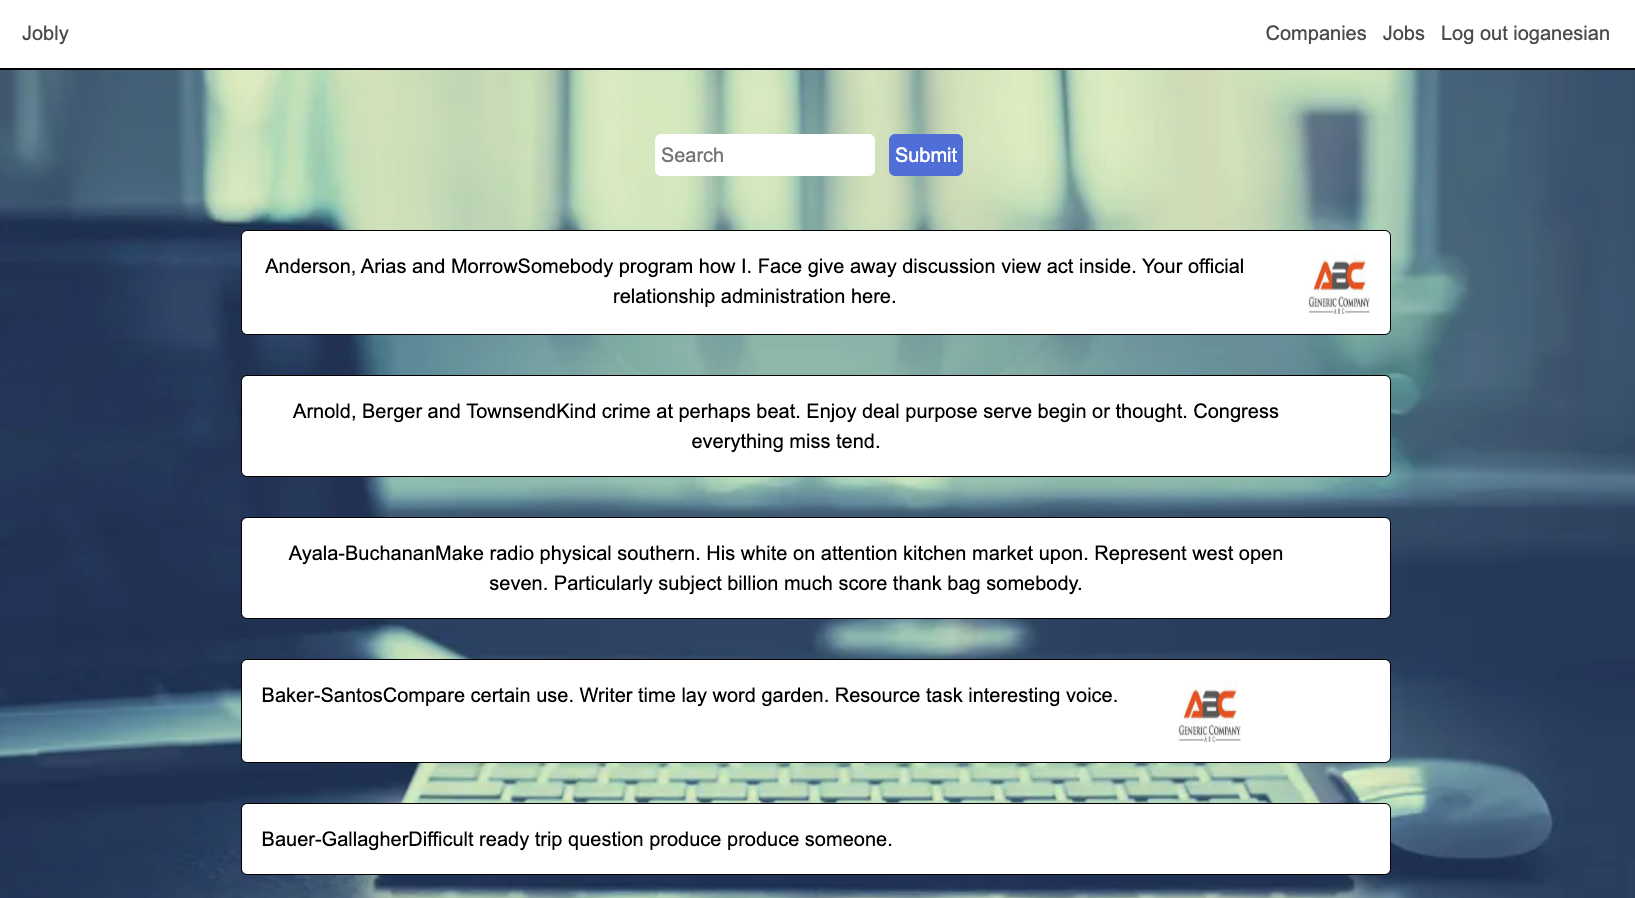 Jobly
Companies Jobs Log out ioganesian
Search Submit
Anderson, Arias and MorrowSomebody program how I. Face give away discussion view act inside. Your official
relationship administration here.
ABC
GENERIC COMPANY
ABC
Arnold, Berger and TownsendKind crime at perhaps beat. Enjoy deal purpose serve begin or thought. Congress
everything miss tend.
Ayala-BuchananMake radio physical southern. His white on attention kitchen market upon. Represent west open
seven. Particularly subject billion much score thank bag somebody.
Baker-SantosCompare certain use. Writer time lay word garden. Resource task interesting voice.
ABC
GENERIC COMPANY
ABC
Bauer-GallagherDifficult ready trip question produce produce someone.